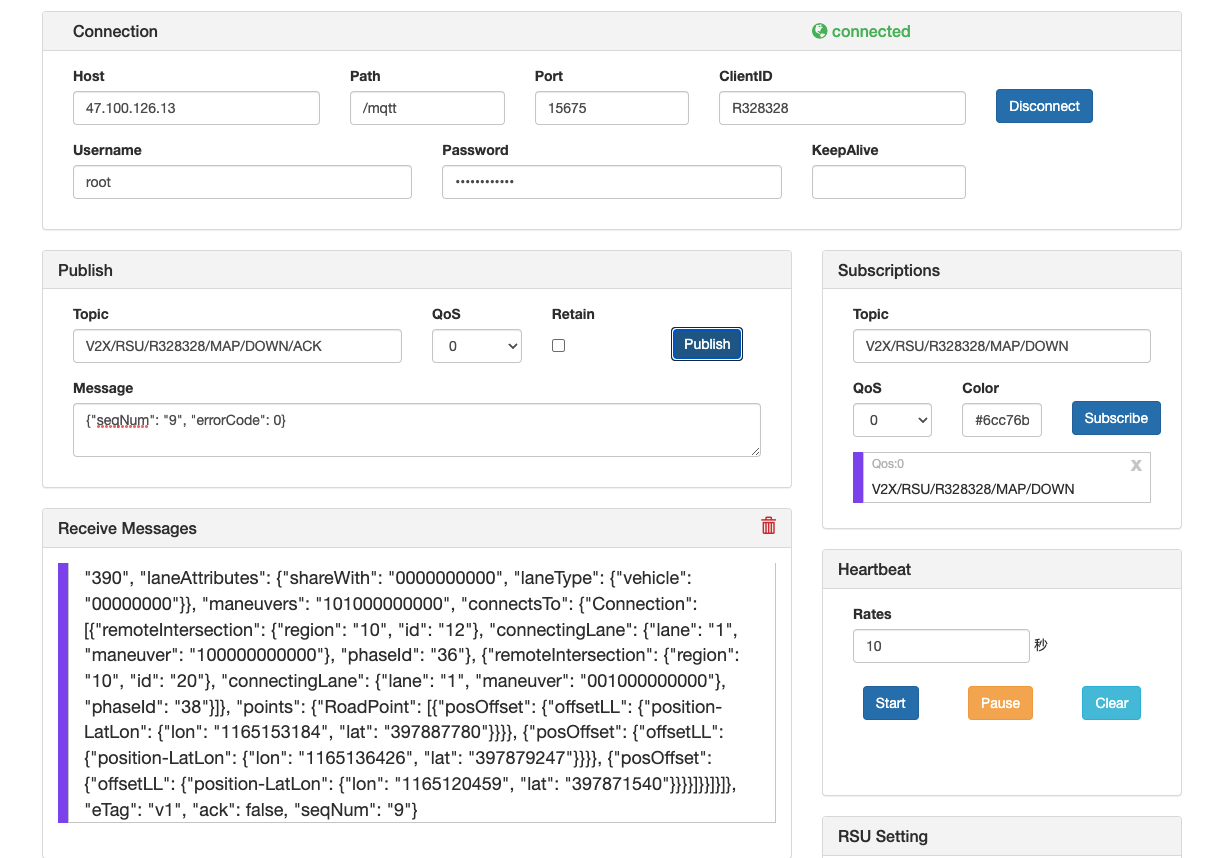 Connection
connected
Host
Path
Port
ClientID
47.100.126.13
/mqtt
15675
R328328
Disconnect
Username
Password
KeepAlive
root
••••••••••••
Publish
Topic
QoS
Retain
V2X/RSU/R328328/MAP/DOWN/ACK
0
Publish
Message
{"seqNum": "9", "errorCode": 0}
Subscriptions
Topic
V2X/RSU/R328328/MAP/DOWN
QoS
Color
0
#6cc76b
Subscribe
Qos:0
X
V2X/RSU/R328328/MAP/DOWN
Receive Messages
"390", "laneAttributes": {"shareWith": "0000000000", "laneType": {"vehicle":
"00000000"}}, "maneuvers": "101000000000", "connectsTo": {"Connection":
[{"remoteIntersection": {"region": "10", "id": "12"}, "connectingLane": {"lane": "1",
"maneuver": "100000000000"}, "phaseId": "36"}, {"remoteIntersection": {"region":
"10", "id": "20"}, "connectingLane": {"lane": "1", "maneuver": "001000000000"},
"phaseId": "38"}]}, "points": {"RoadPoint": [{"posOffset": {"offsetLL": {"position-
LatLon": {"lon": "1165153184", "lat": "397887780"}}}}, {"posOffset": {"offsetLL":
{"position-LatLon": {"lon": "1165136426", "lat": "397879247"}}}}, {"posOffset":
{"offsetLL": {"position-LatLon": {"lon": "1165120459", "lat": "397871540"}}}}]}}]}}]},
"eTag": "v1", "ack": false, "seqNum": "9"}
Heartbeat
Rates
10
秒
Start
Pause
Clear
RSU Setting